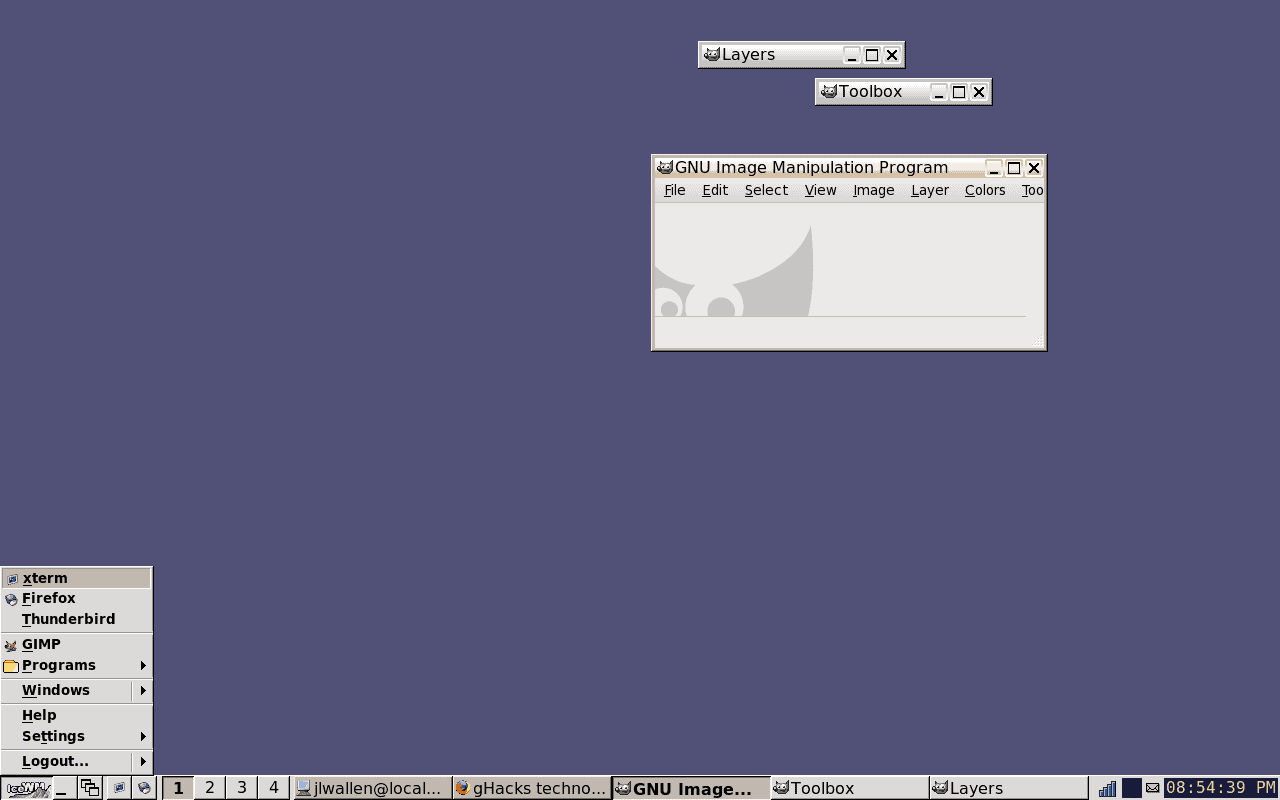 Layers
Toolbox
GNU Image Manipulation Program
File Edit Select View Image Layer Colors Too
xterm
Firefox
Thunderbird
GIMP
Programs
Windows
Help
Settings
Logout...
IceWM 1 2 3 4 jlwallen@local... gHacks techno... GNU Image... Toolbox Layers 08:54:39 PM